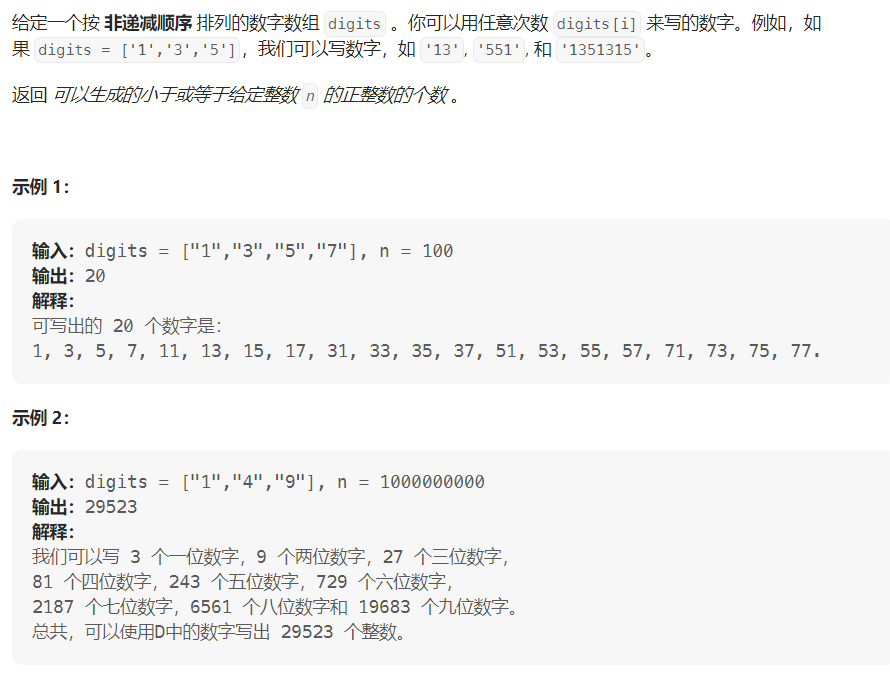 给定一个按 非递减顺序 排列的数字数组 digits 。你可以用任意次数 digits[i] 来写的数字。例如，如
果 digits = ['1','3','5']，我们可以写数字，如 '13', '551', 和 '1351315'。
返回 可以生成的小于或等于给定整数 n 的正整数的个数 。
示例 1：
输入：digits = ["1","3","5","7"], n = 100
输出：20
解释：
可写出的 20 个数字是：
1, 3, 5, 7, 11, 13, 15, 17, 31, 33, 35, 37, 51, 53, 55, 57, 71, 73, 75, 77.
示例 2：
输入：digits = ["1","4","9"], n = 1000000000
输出：29523
解释：
我们可以写 3 个一位数字，9 个两位数字，27 个三位数字，
81 个四位数字，243 个五位数字，729 个六位数字，
2187 个七位数字，6561 个八位数字和 19683 个九位数字。
总共，可以使用D中的数字写出 29523 个整数。